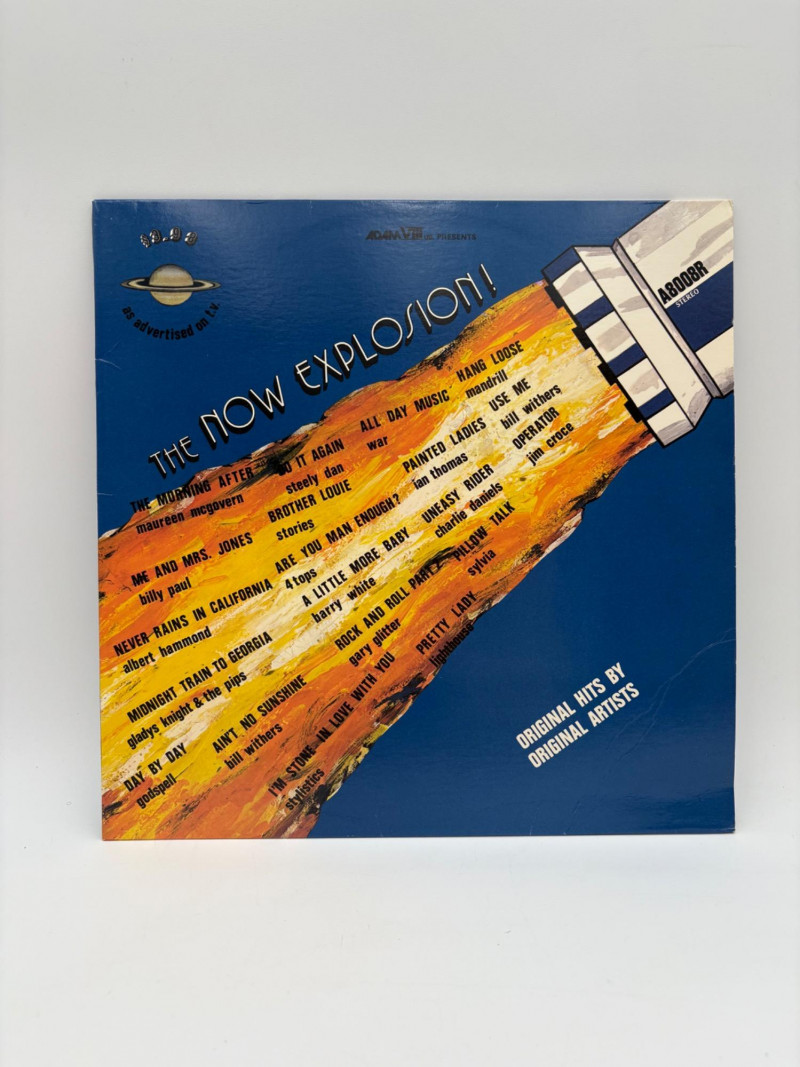 $3.99
as advertised on t.v.
ADAM VIII LTD. PRESENTS
A8008R
STEREO
THE NOW EXPLOSION!
THE MORNING AFTER
maureen mcgovern
DO IT AGAIN
steely dan
ALL DAY MUSIC
war
HANG LOOSE
mandrill
ME AND MRS. JONES
billy paul
BROTHER LOUIE
stories
PAINTED LADIES
ian thomas
USE ME
bill withers
NEVER RAINS IN CALIFORNIA
albert hammond
ARE YOU MAN ENOUGH?
4 tops
UNEASY RIDER
charlie daniels
OPERATOR
jim croce
MIDNIGHT TRAIN TO GEORGIA
gladys knight & the pips
A LITTLE MORE BABY
barry white
PILLOW TALK
sylvia
DAY BY DAY
godspell
AIN'T NO SUNSHINE
bill withers
ROCK AND ROLL PART 2
gary glitter
I'M STONE IN LOVE WITH YOU
stylistics
PRETTY LADY
lighthouse
ORIGINAL HITS BY
ORIGINAL ARTISTS